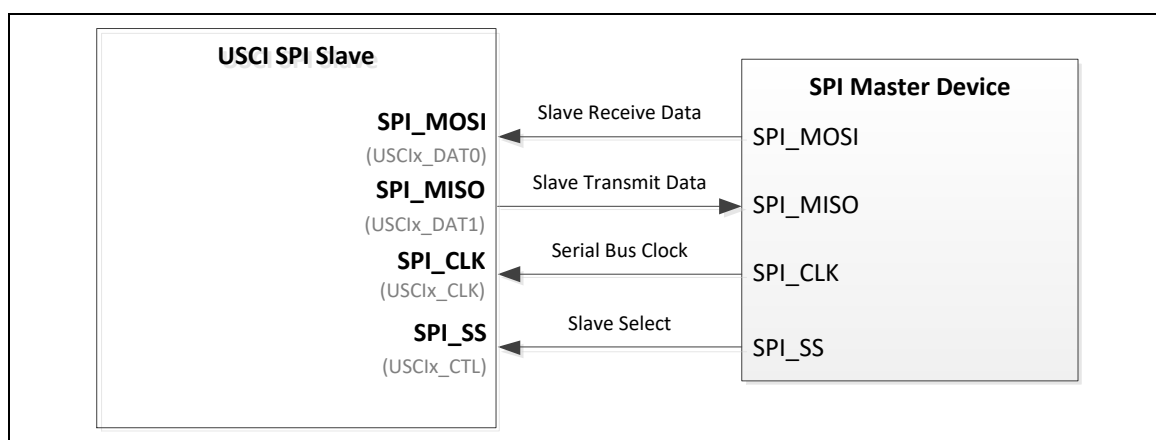 USCI SPI Slave
SPI_MOSI
(USCIx_DAT0)
SPI_MISO
(USCIx_DAT1)
SPI_CLK
(USCIx_CLK)
SPI_SS
(USCIx_CTL)
Slave Receive Data
Slave Transmit Data
Serial Bus Clock
Slave Select
SPI Master Device
SPI_MOSI
SPI_MISO
SPI_CLK
SPI_SS